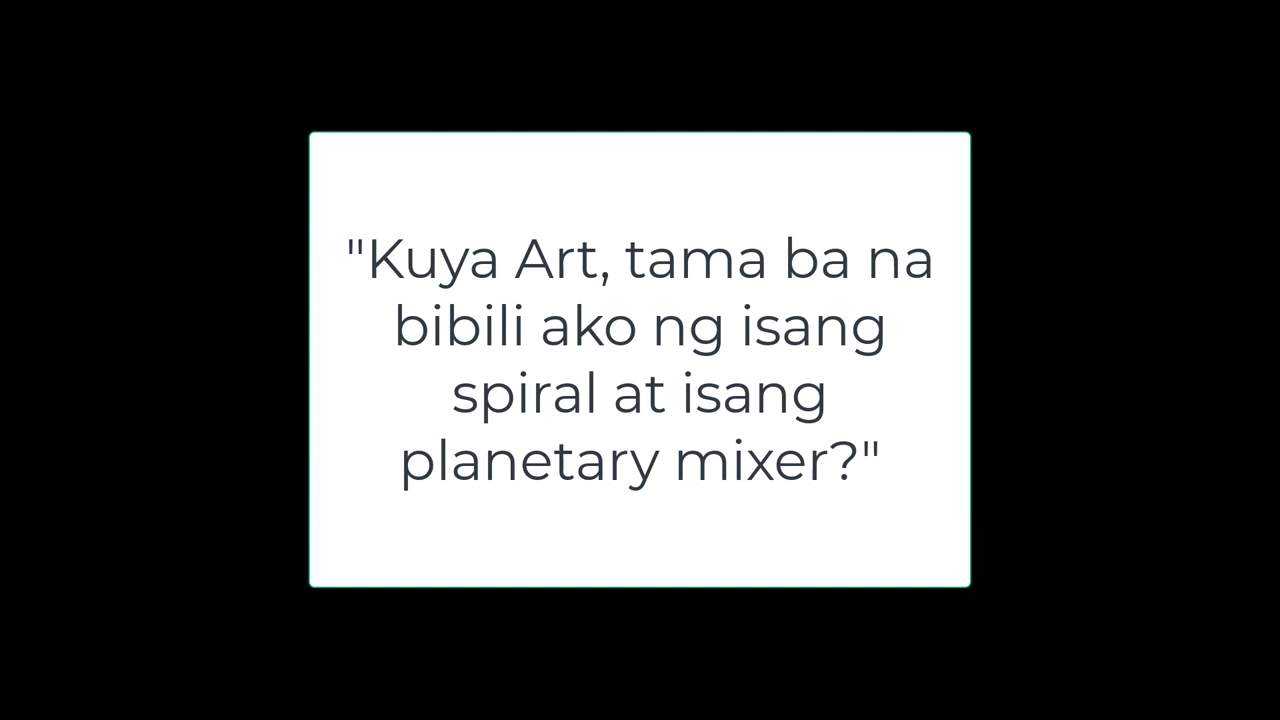 "Kuya Art, tama ba na
bibili ako ng isang
spiral at isang
planetary mixer?"